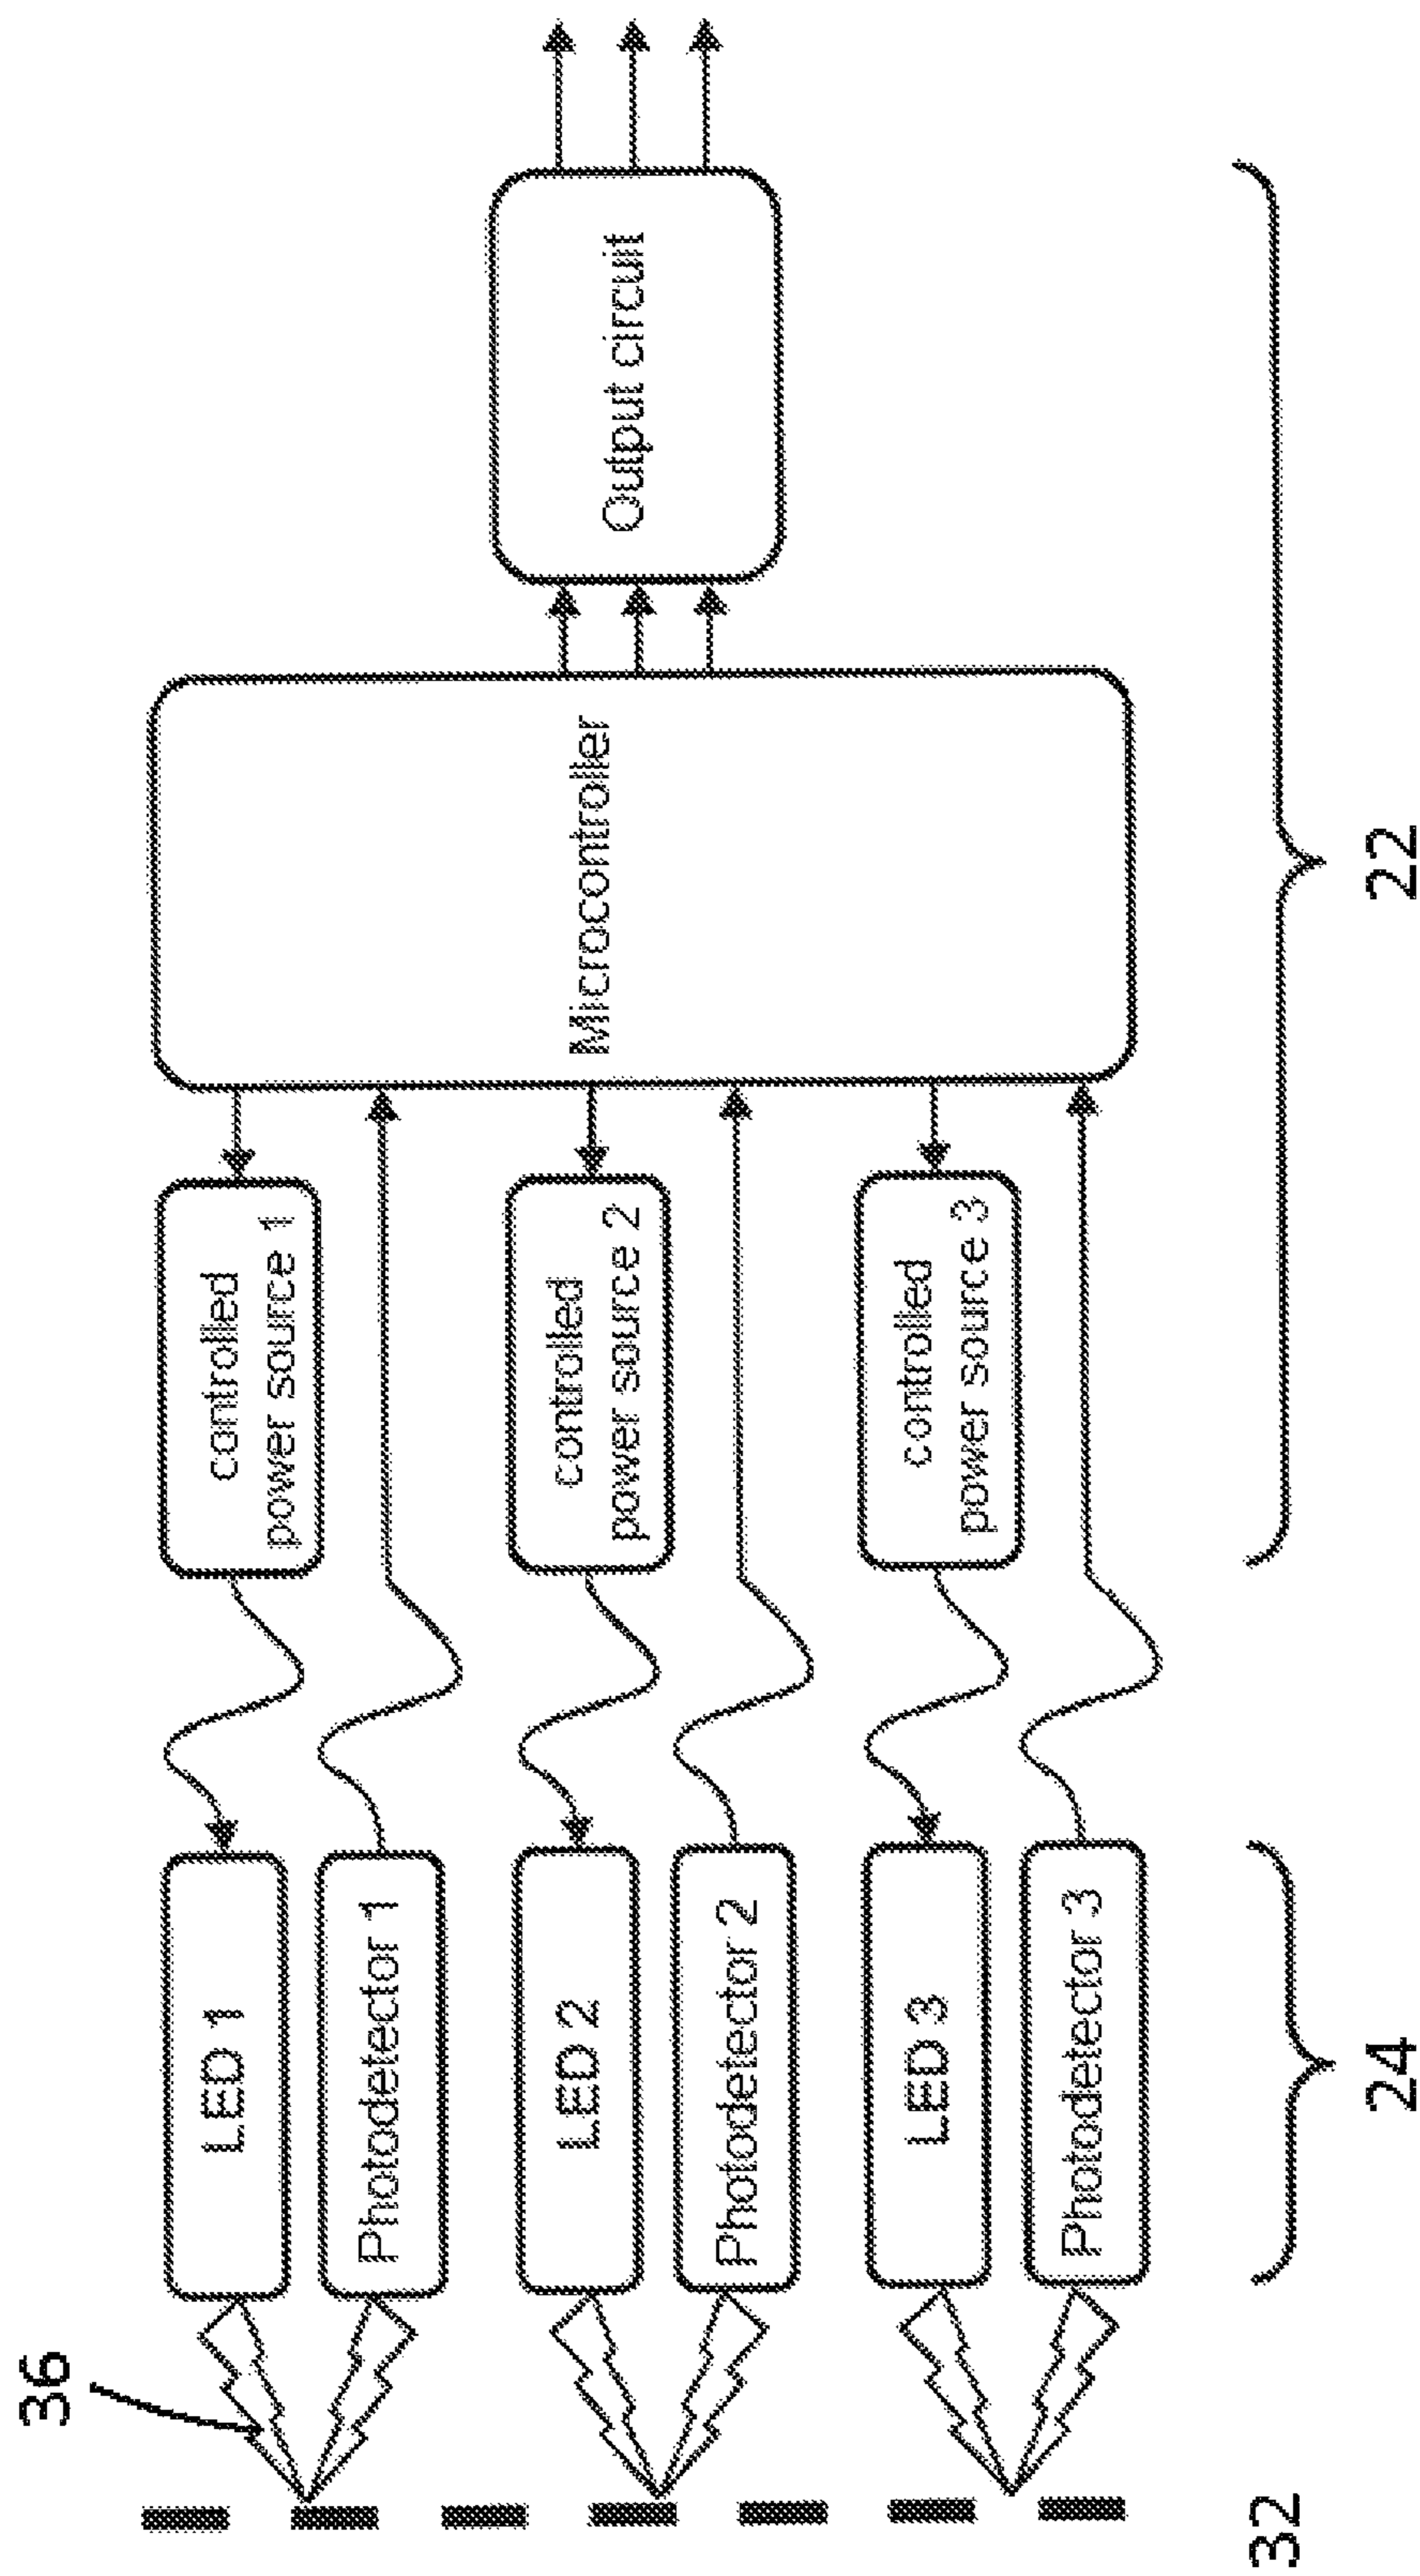 36
LED 1
Photodetector 1
LED 2
Photodetector 2
LED 3
Photodetector 3
controlled
power source 1
controlled
power source 2
controlled
power source 3
Microcontroller
Output circuit
32
24
22